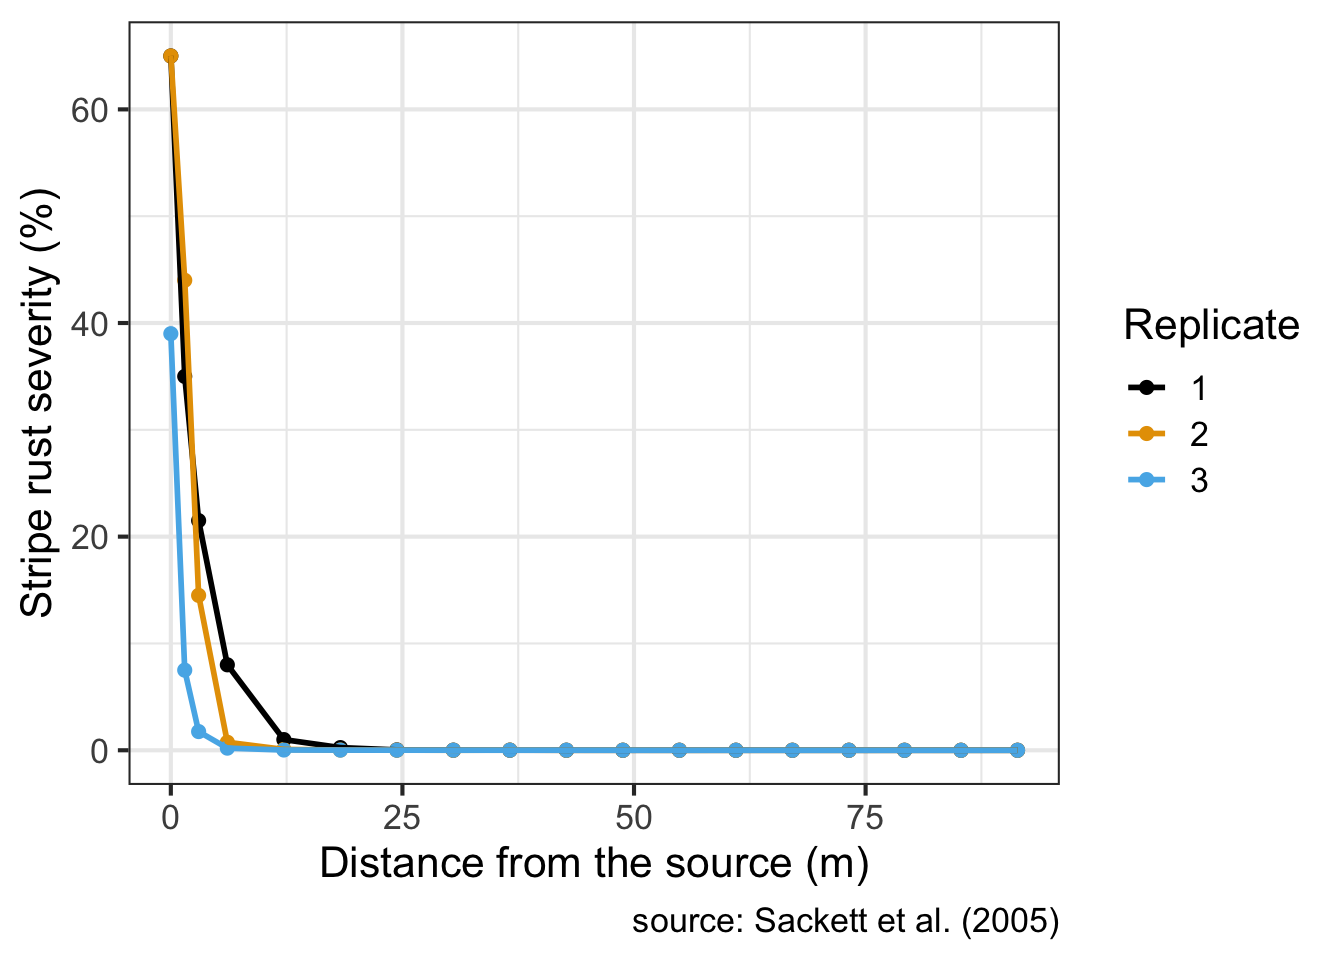 60
40
20
0
Stripe rust severity (%)
0 25 50 75
Distance from the source (m)
source: Sackett et al. (2005)
Replicate
1
2
3